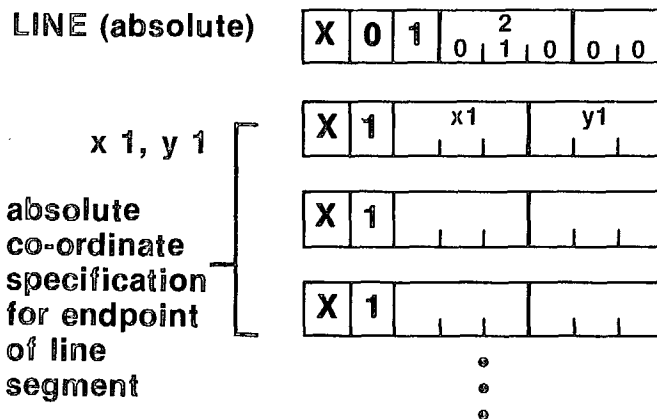 LINE (absolute)
X 0 1 2
0 1 0 0 0
x 1, y 1
X 1 x1 y1
absolute
co-ordinate
specification
for endpoint
of line
segment
X 1
X 1